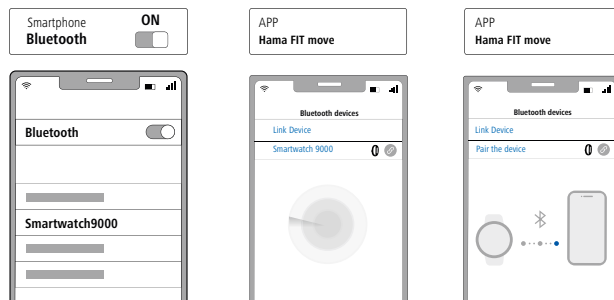 Smartphone ON
Bluetooth
Bluetooth
Smartwatch9000
APP
Hama FIT move
Bluetooth devices
Link Device
Smartwatch 9000
APP
Hama FIT move
Bluetooth devices
Link Device
Pair the device